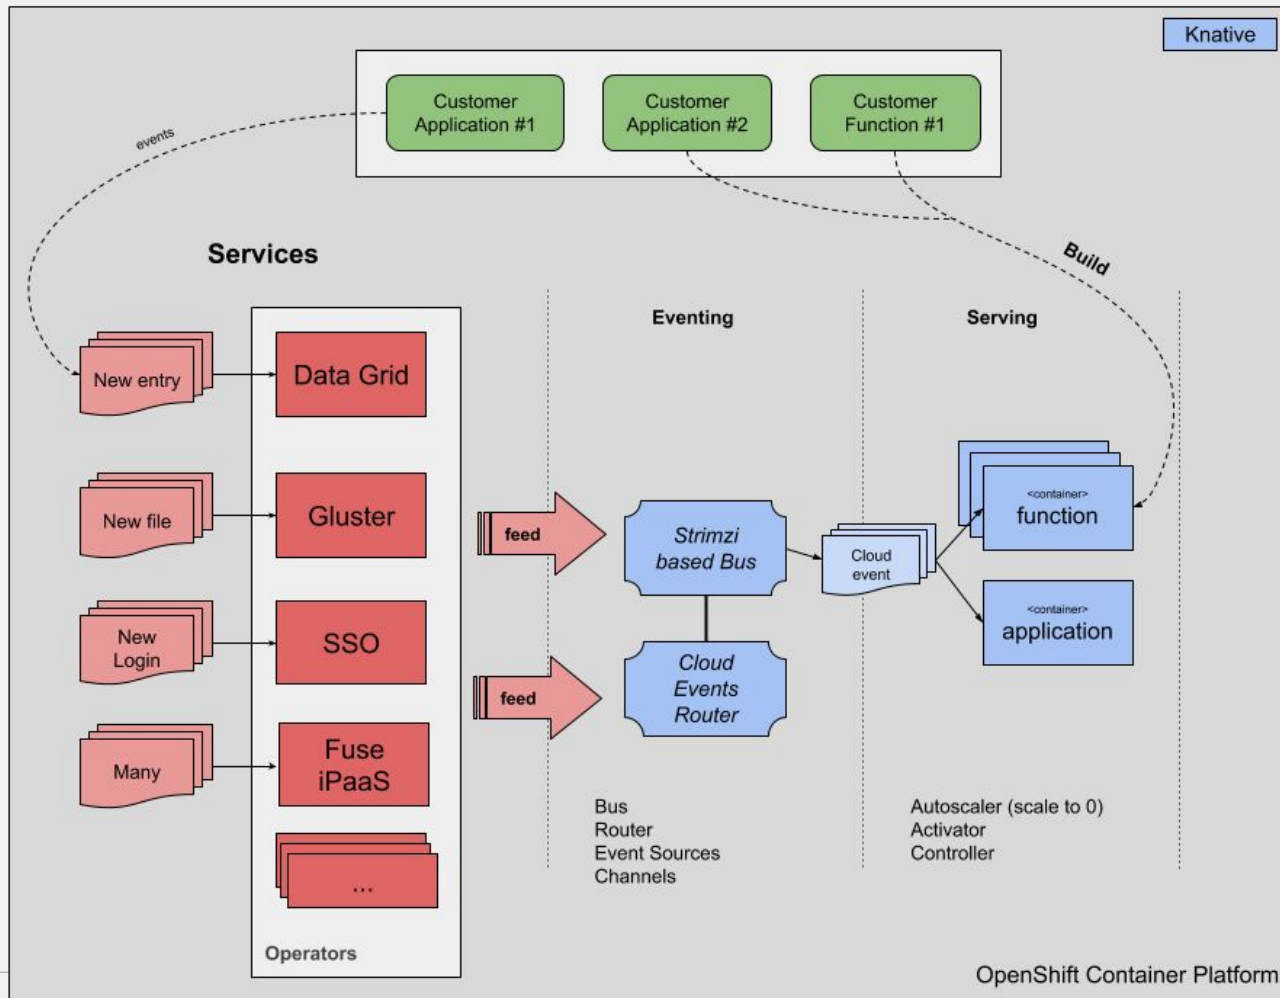 Knative
Customer
Application #1
Customer
Application #2
Customer
Function #1
events
Services
Build
Eventing
Serving
New entry
Data Grid
New file
Gluster
feed
Strimzi
based Bus
Cloud
event
<container>
function
New
Login
SSO
feed
Cloud
Events
Router
<container>
application
Many
Fuse
iPaaS
...
Operators
Bus
Router
Event Sources
Channels
Autoscaler (scale to 0)
Activator
Controller
OpenShift Container Platform